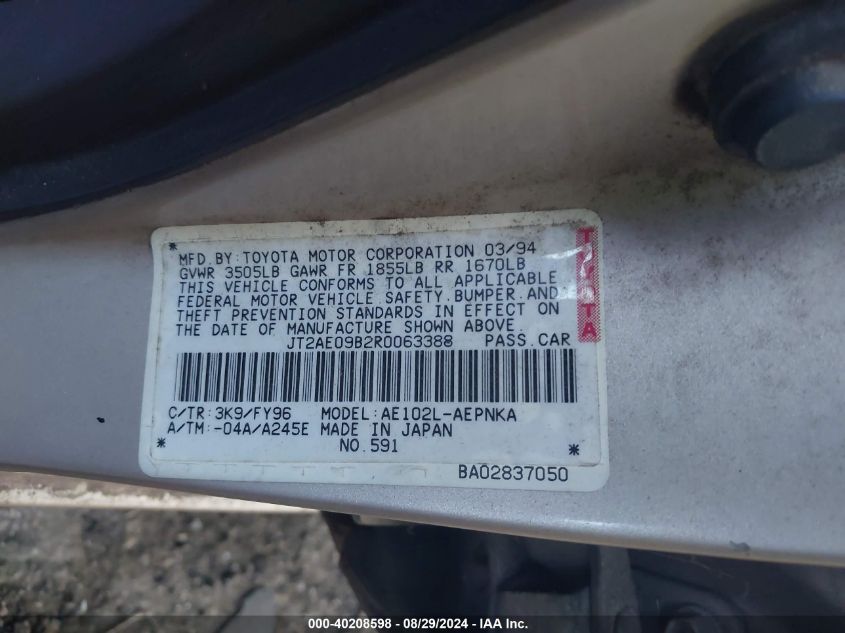 * MFD. BY: TOYOTA MOTOR CORPORATION 03/94
GVWR 3505LB GAWR FR 1855LB RR 1670LB
THIS VEHICLE CONFORMS TO ALL APPLICABLE
FEDERAL MOTOR VEHICLE SAFETY, BUMPER, AND
THEFT PREVENTION STANDARDS IN EFFECT ON
THE DATE OF MANUFACTURE SHOWN ABOVE.
TOYOTA
JT2AE09B2R0063388 PASS. CAR
C/TR: 3K9/FY96 MODEL: AE102L-AEPNKA
A/TM: -04A/A245E MADE IN JAPAN
* NO. 591 *
BA02837050
000-40208598 - 08/29/2024 - COPYRIGHT IAA, Inc.